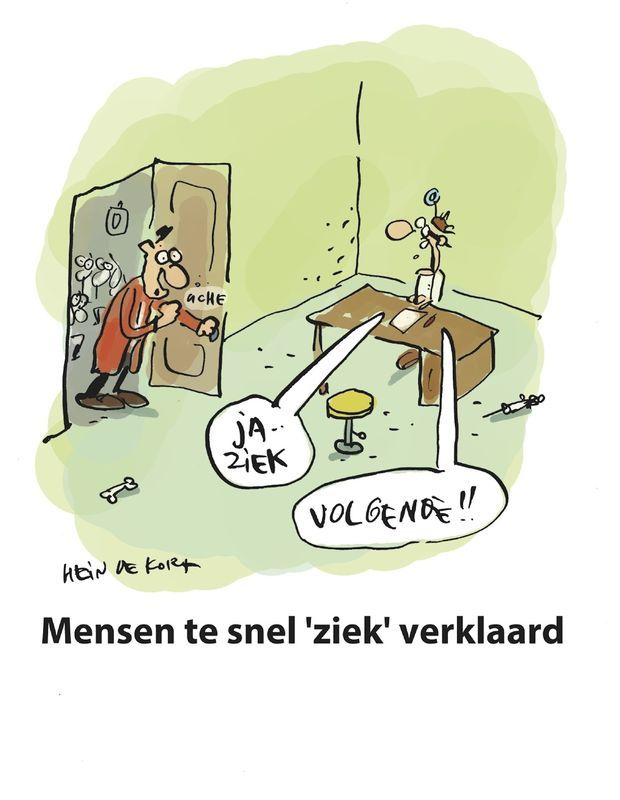 ACHE
JA--
ZIEK
VOLGENDE!!
HEIN DE KORT
Mensen te snel 'ziek' verklaard